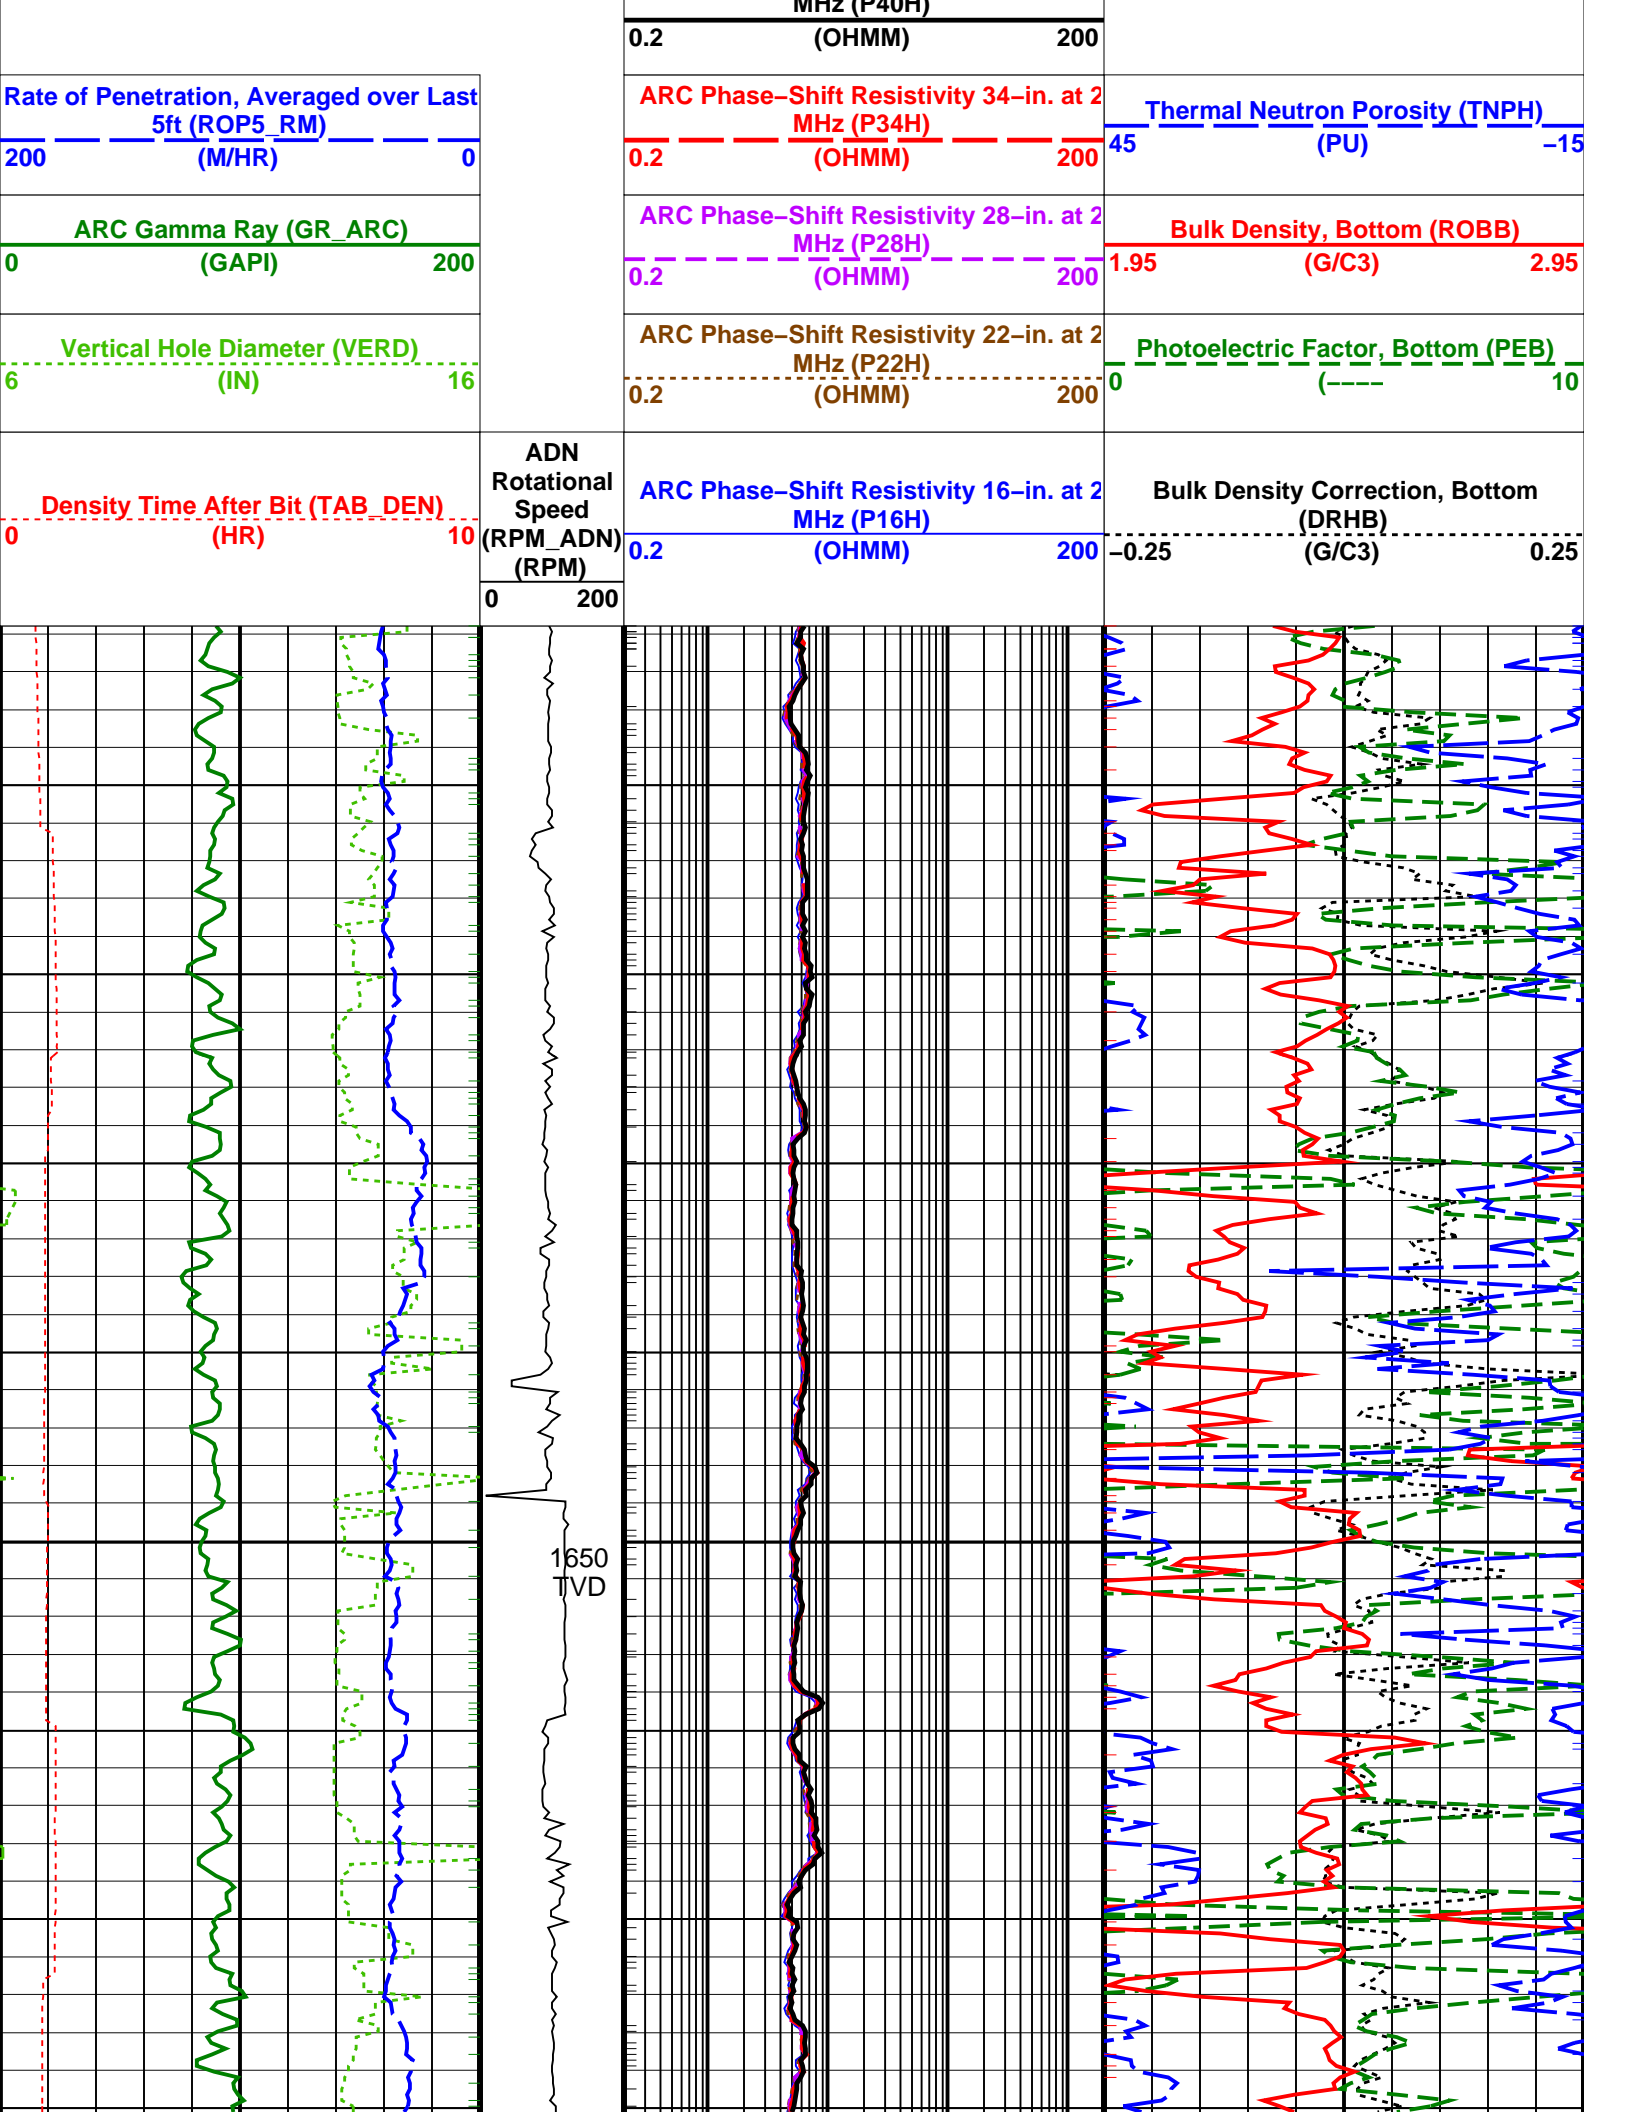 MHz (P40H)
0.2 (OHMM) 200
Rate of Penetration, Averaged over Last
5ft (ROP5_RM)
200 (M/HR) 0
ARC Phase−Shift Resistivity 34−in. at 2
MHz (P34H)
0.2 (OHMM) 200
Thermal Neutron Porosity (TNPH)
45 (PU) −15
ARC Gamma Ray (GR_ARC)
0 (GAPI) 200
ARC Phase−Shift Resistivity 28−in. at 2
MHz (P28H)
0.2 (OHMM) 200
Bulk Density, Bottom (ROBB)
1.95 (G/C3) 2.95
Vertical Hole Diameter (VERD)
6 (IN) 16
ARC Phase−Shift Resistivity 22−in. at 2
MHz (P22H)
0.2 (OHMM) 200
Photoelectric Factor, Bottom (PEB)
0 (−−−− 10
Density Time After Bit (TAB_DEN)
0 (HR) 10
ADN
Rotational
Speed
(RPM_ADN)
(RPM)
0 200
ARC Phase−Shift Resistivity 16−in. at 2
MHz (P16H)
0.2 (OHMM) 200
Bulk Density Correction, Bottom
(DRHB)
−0.25 (G/C3) 0.25
1650
TVD